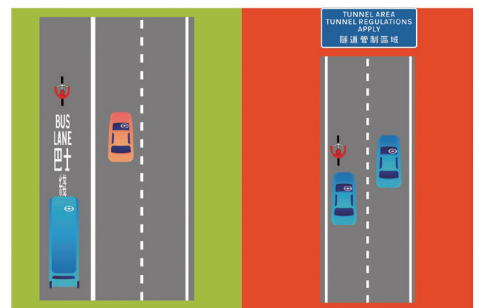 BUS
LANE
巴士
綫
TUNNEL AREA
TUNNEL REGULATIONS
APPLY
隧道管制區域